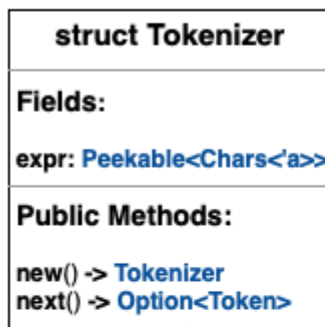 struct Tokenizer
Fields:
expr: Peekable<Chars<'a>>
Public Methods:
new() -> Tokenizer
next() -> Option<Token>